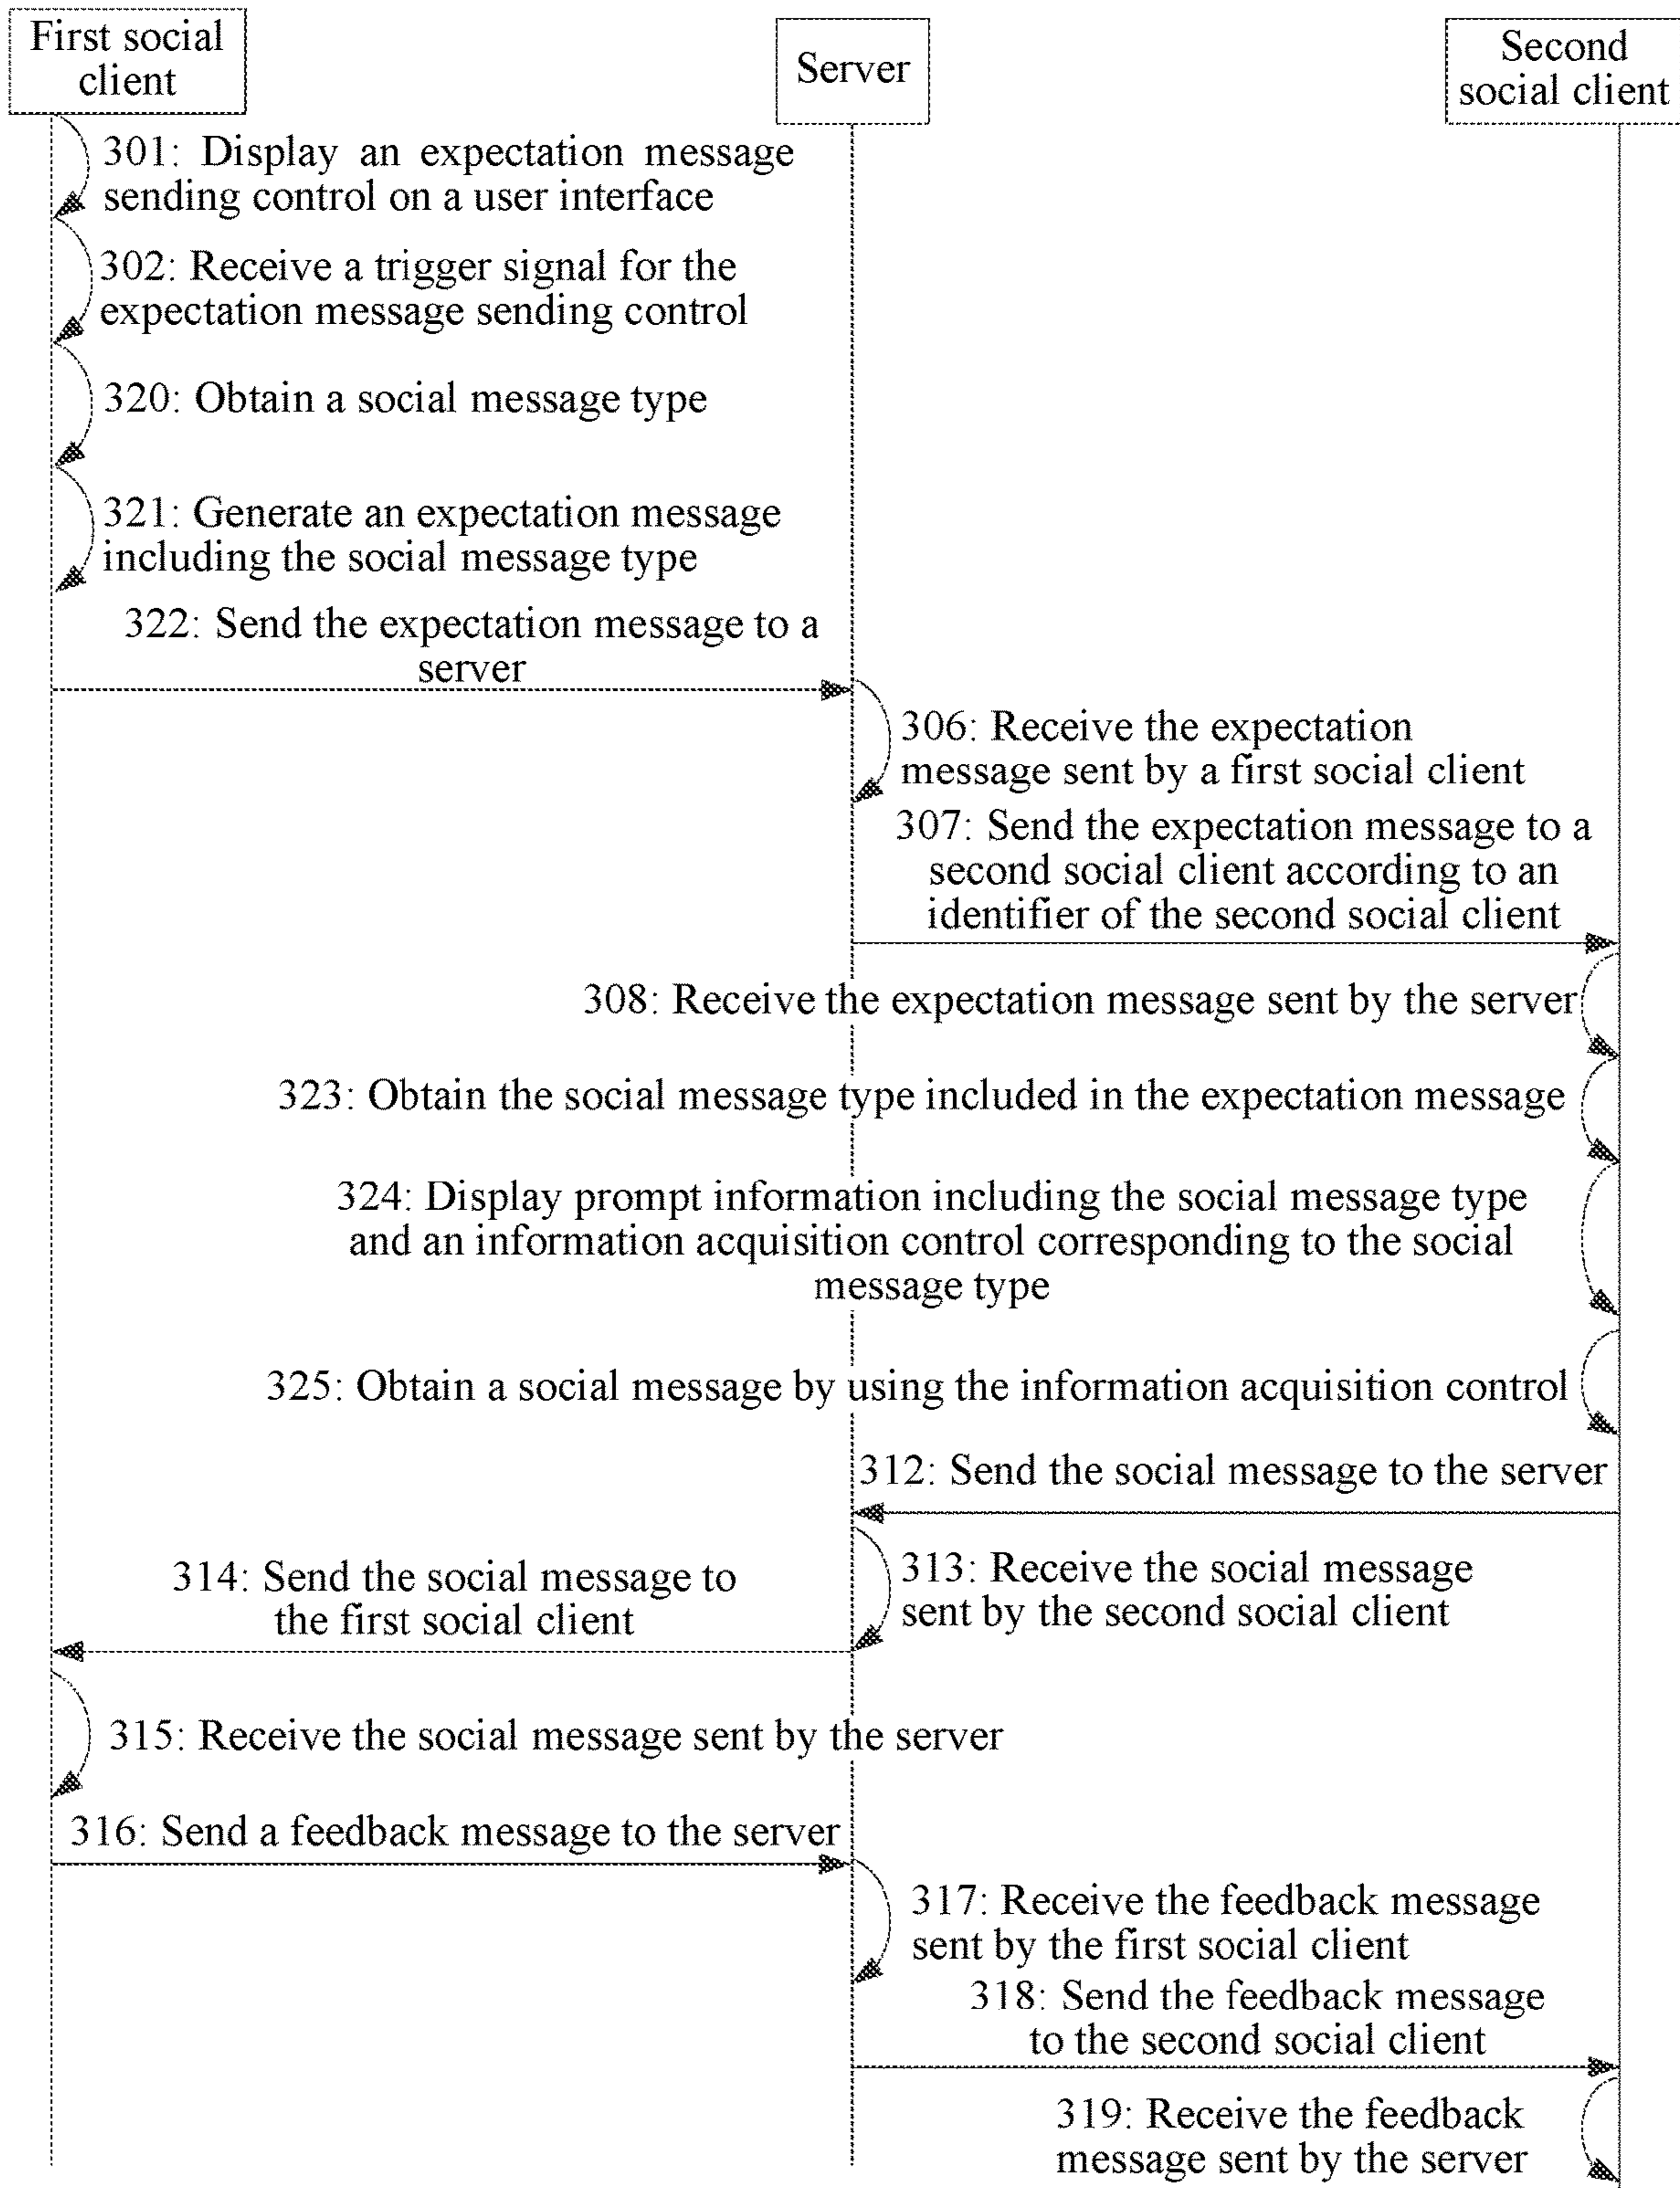 First social
client
Server
Second
social client
301: Display an expectation message
sending control on a user interface
302: Receive a trigger signal for the
expectation message sending control
320: Obtain a social message type
321: Generate an expectation message
including the social message type
322: Send the expectation message to a
server
306: Receive the expectation
message sent by a first social client
307: Send the expectation message to a
second social client according to an
identifier of the second social client
308: Receive the expectation message sent by the server
323: Obtain the social message type included in the expectation message
324: Display prompt information including the social message type
and an information acquisition control corresponding to the social
message type
325: Obtain a social message by using the information acquisition control
312: Send the social message to the server
313: Receive the social message
sent by the second social client
314: Send the social message to
the first social client
315: Receive the social message sent by the server
316: Send a feedback message to the server
317: Receive the feedback message
sent by the first social client
318: Send the feedback message
to the second social client
319: Receive the feedback
message sent by the server